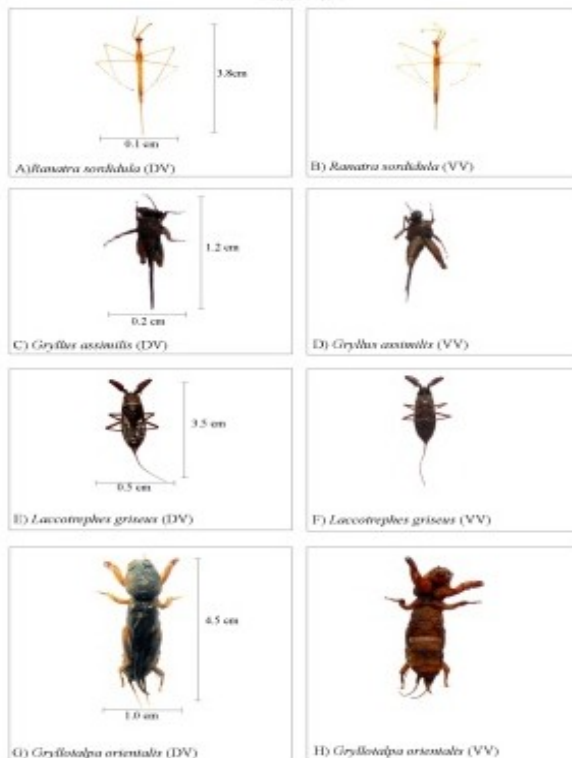 3.8cm
0.1 cm
A)Ranatra sordidula (DV)
B) Ranatra sordidula (VV)
1.2 cm
0.2 cm
C) Gryllus assimilis (DV)
D) Gryllus assimilis (VV)
3.5 cm
0.5 cm
E) Laccotrephes griseus (DV)
F) Laccotrephes griseus (VV)
4.5 cm
1.0 cm
G) Gryllotalpa orientalis (DV)
H) Gryllotalpa orientalis (VV)